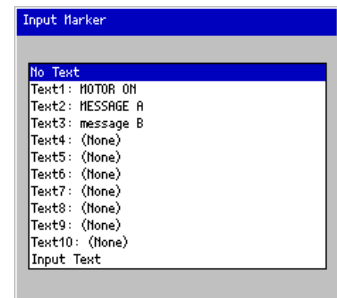 Input Marker
No Text
Text1: MOTOR ON
Text2: MESSAGE A
Text3: message B
Text4: (None)
Text5: (None)
Text6: (None)
Text7: (None)
Text8: (None)
Text9: (None)
Text10: (None)
Input Text